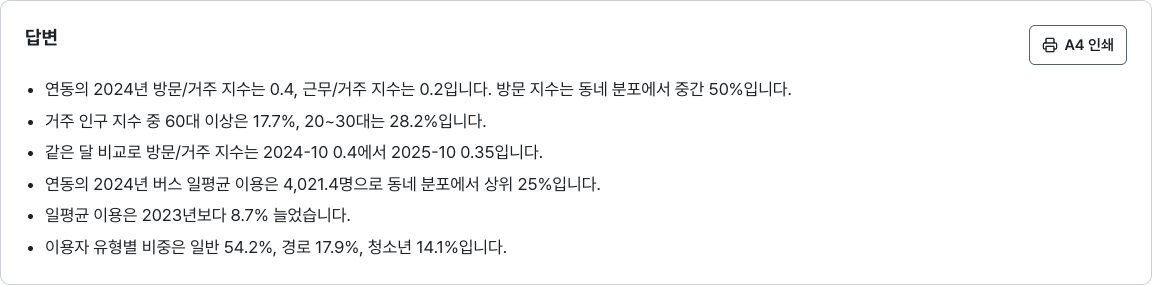 답변
A4 인쇄
연동의 2024년 방문/거주 지수는 0.4, 근무/거주 지수는 0.2입니다. 방문 지수는 동네 분포에서 중간 50%입니다.
거주 인구 지수 중 60대 이상은 17.7%, 20~30대는 28.2%입니다.
같은 달 비교로 방문/거주 지수는 2024-10 0.4에서 2025-10 0.35입니다.
연동의 2024년 버스 일평균 이용은 4,021.4명으로 동네 분포에서 상위 25%입니다.
일평균 이용은 2023년보다 8.7% 늘었습니다.
이용자 유형별 비중은 일반 54.2%, 경로 17.9%, 청소년 14.1%입니다.